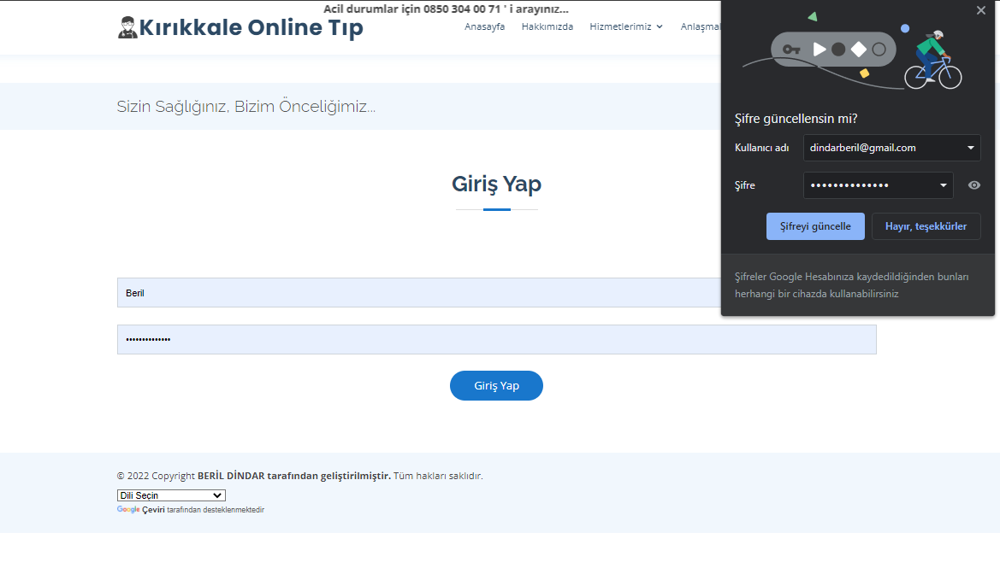 Acil durumlar için 0850 304 00 71 ' i arayınız...
Kırıkkale Online Tıp
Anasayfa Hakkımızda Hizmetlerimiz
Sizin Sağlığınız, Bizim Önceliğimiz...
Şifre güncellensin mi?
Kullanıcı adı dindarberil@gmail.com
Şifre ••••••••••••••
Şifreyi güncelle Hayır, teşekkürler
Şifreler Google Hesabınıza kaydedildiğinden bunları
herhangi bir cihazda kullanabilirsiniz
Giriş Yap
Beril
••••••••••••••
Giriş Yap
© 2022 Copyright BERİL DİNDAR tarafından geliştirilmiştir. Tüm hakları saklıdır.
Dili Seçin
Google Çeviri tarafından desteklenmektedir